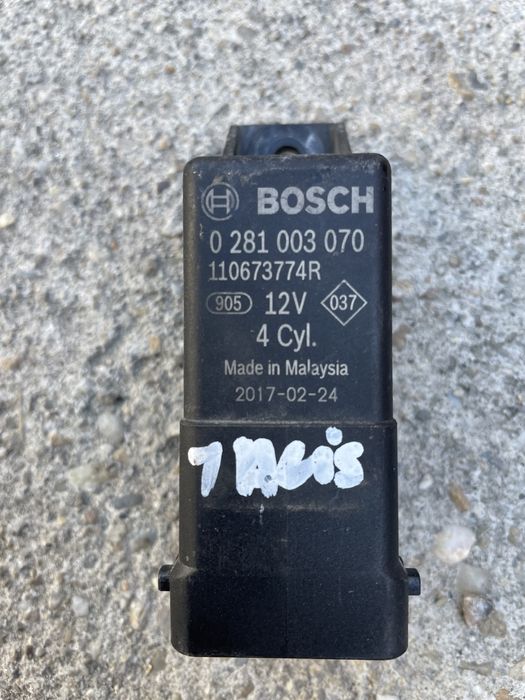 BOSCH
0 281 003 070
110673774R
905 12V 037
4 Cyl.
Made in Malaysia
2017-02-24